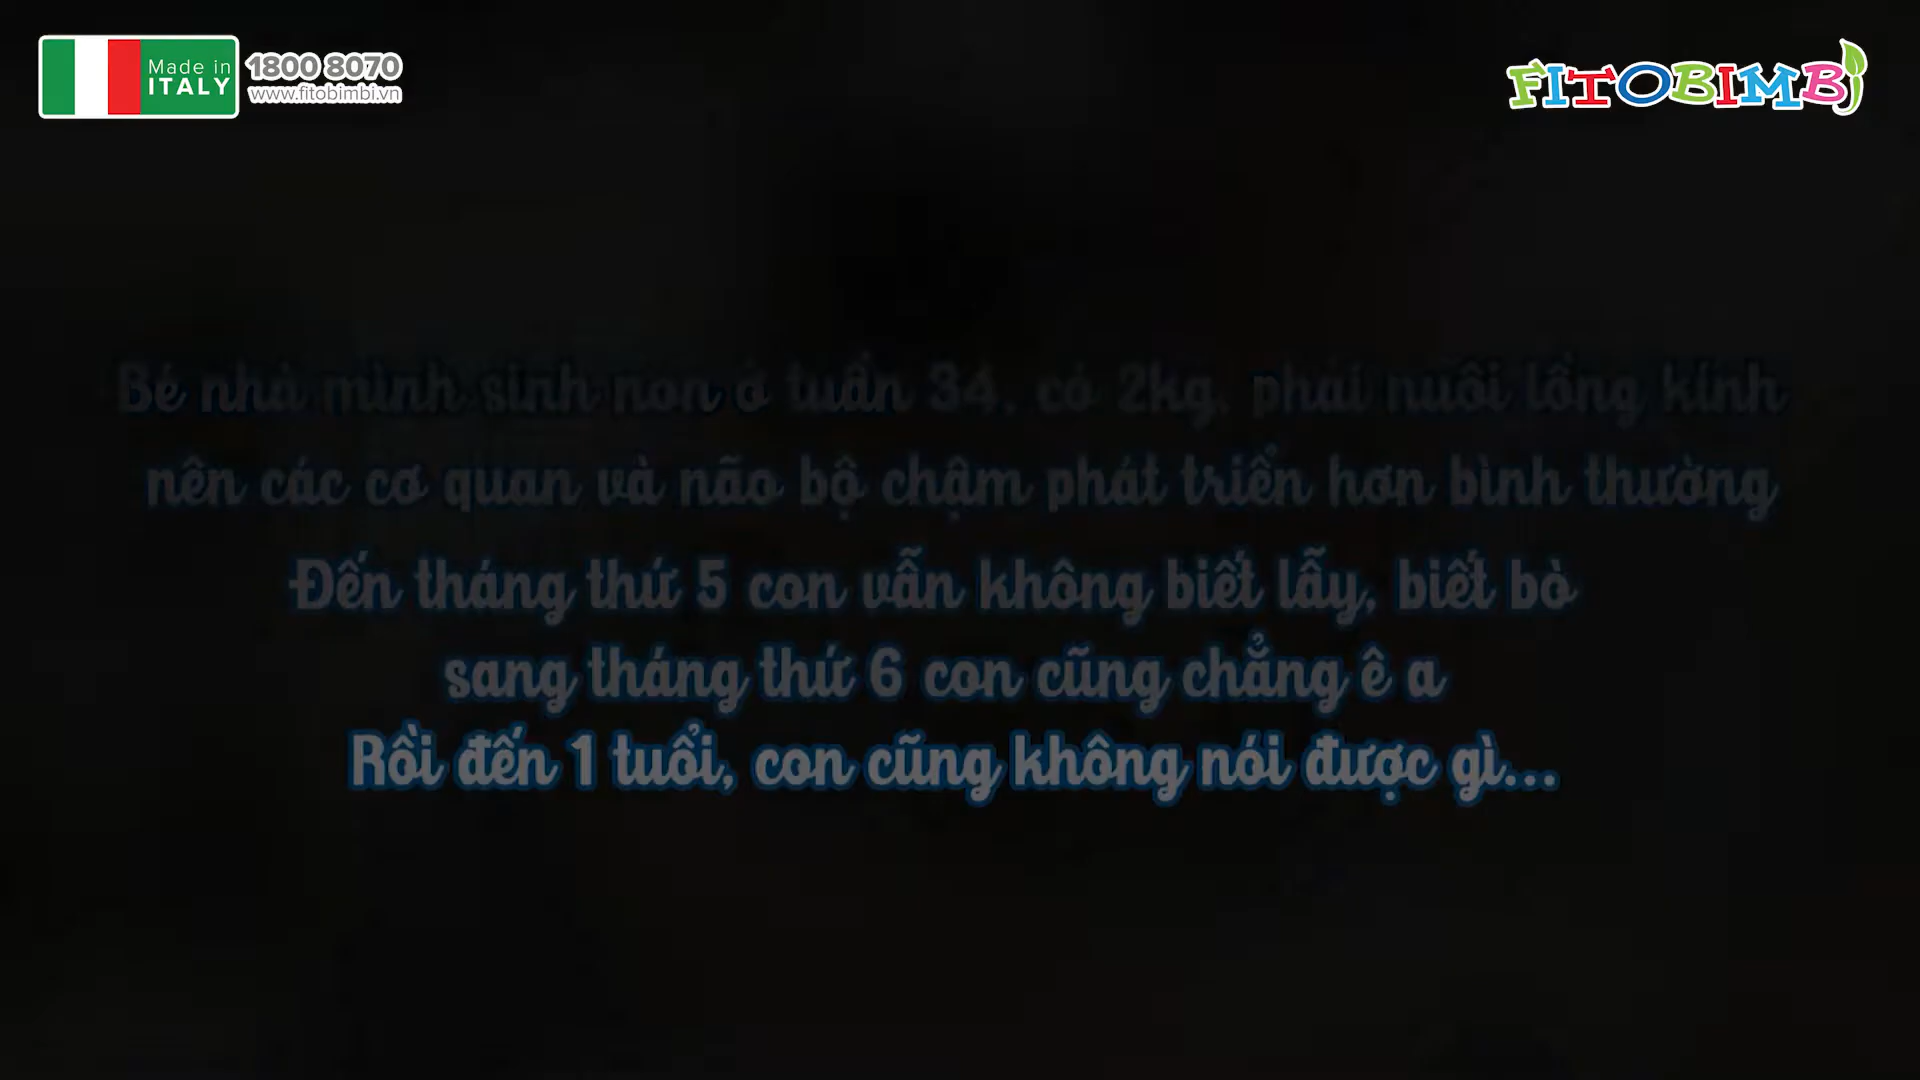 Made in
ITALY
1800 8070
www.fitobimbi.vn
FITOBIMBI
Bé nhà mình sinh non ở tuần 34, có 2kg, phải nuôi lồng kính
nên các cơ quan và não bộ chậm phát triển hơn bình thường
Đến tháng thứ 5 con vẫn không biết lẫy, biết bò
sang tháng thứ 6 con cũng chẳng ê a
Rồi đến 1 tuổi, con cũng không nói được gì...